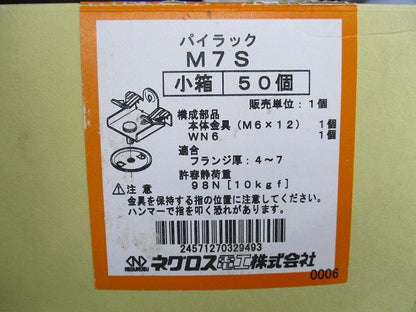 パイラック
M7S
小箱 50個
販売単位:1個
構成部品
本体金具(M6×12) 1個
WN6 1個
適合
フランジ厚:4~7
許容静荷重
98N[10kgf]
⚠注意
金具を保持する指の位置に注意してください。
ハンマーで指を叩く恐れがあります。
24571270329493
NEGUROSU
ネグロス電工株式会社
0006